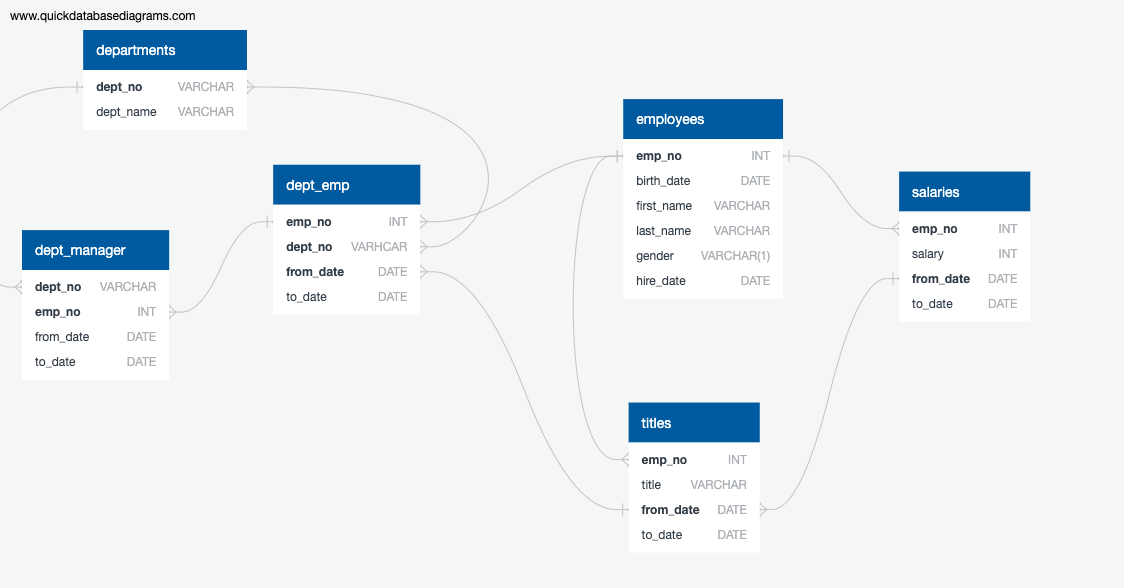 www.quickdatabasediagrams.com
departments
dept_no VARCHAR
dept_name VARCHAR
dept_emp
emp_no INT
dept_no VARHCAR
from_date DATE
to_date DATE
dept_manager
dept_no VARCHAR
emp_no INT
from_date DATE
to_date DATE
employees
emp_no INT
birth_date DATE
first_name VARCHAR
last_name VARCHAR
gender VARCHAR(1)
hire_date DATE
salaries
emp_no INT
salary INT
from_date DATE
to_date DATE
titles
emp_no INT
title VARCHAR
from_date DATE
to_date DATE